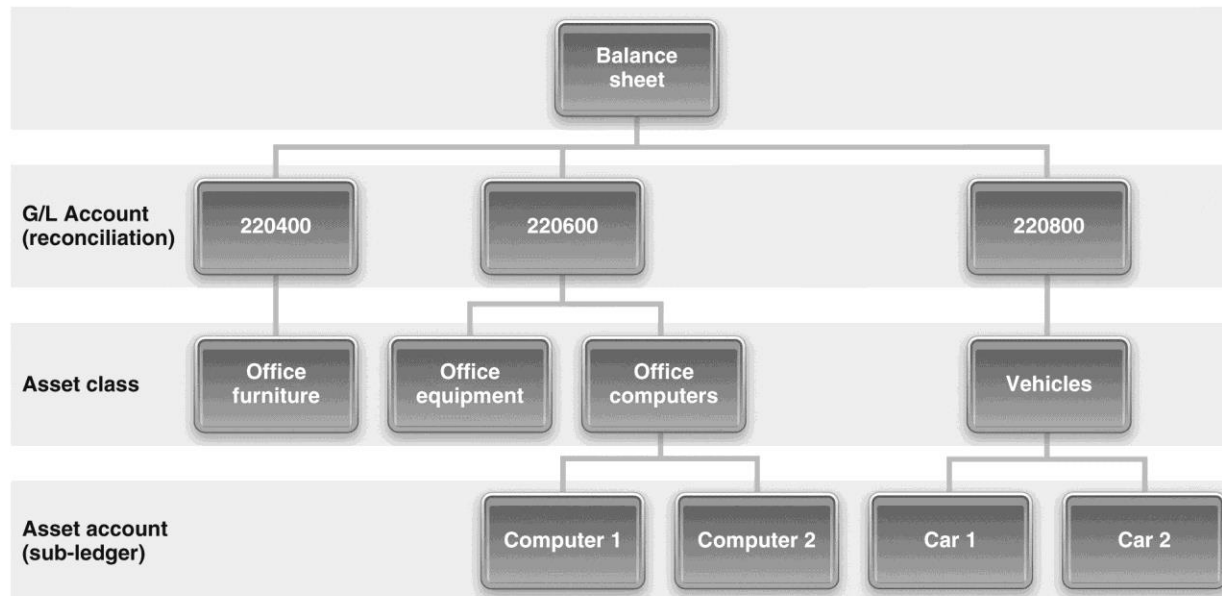 Balance
sheet
G/L Account
(reconciliation)
220400
220600
220800
Asset class
Office
furniture
Office
equipment
Office
computers
Vehicles
Asset account
(sub-ledger)
Computer 1
Computer 2
Car 1
Car 2